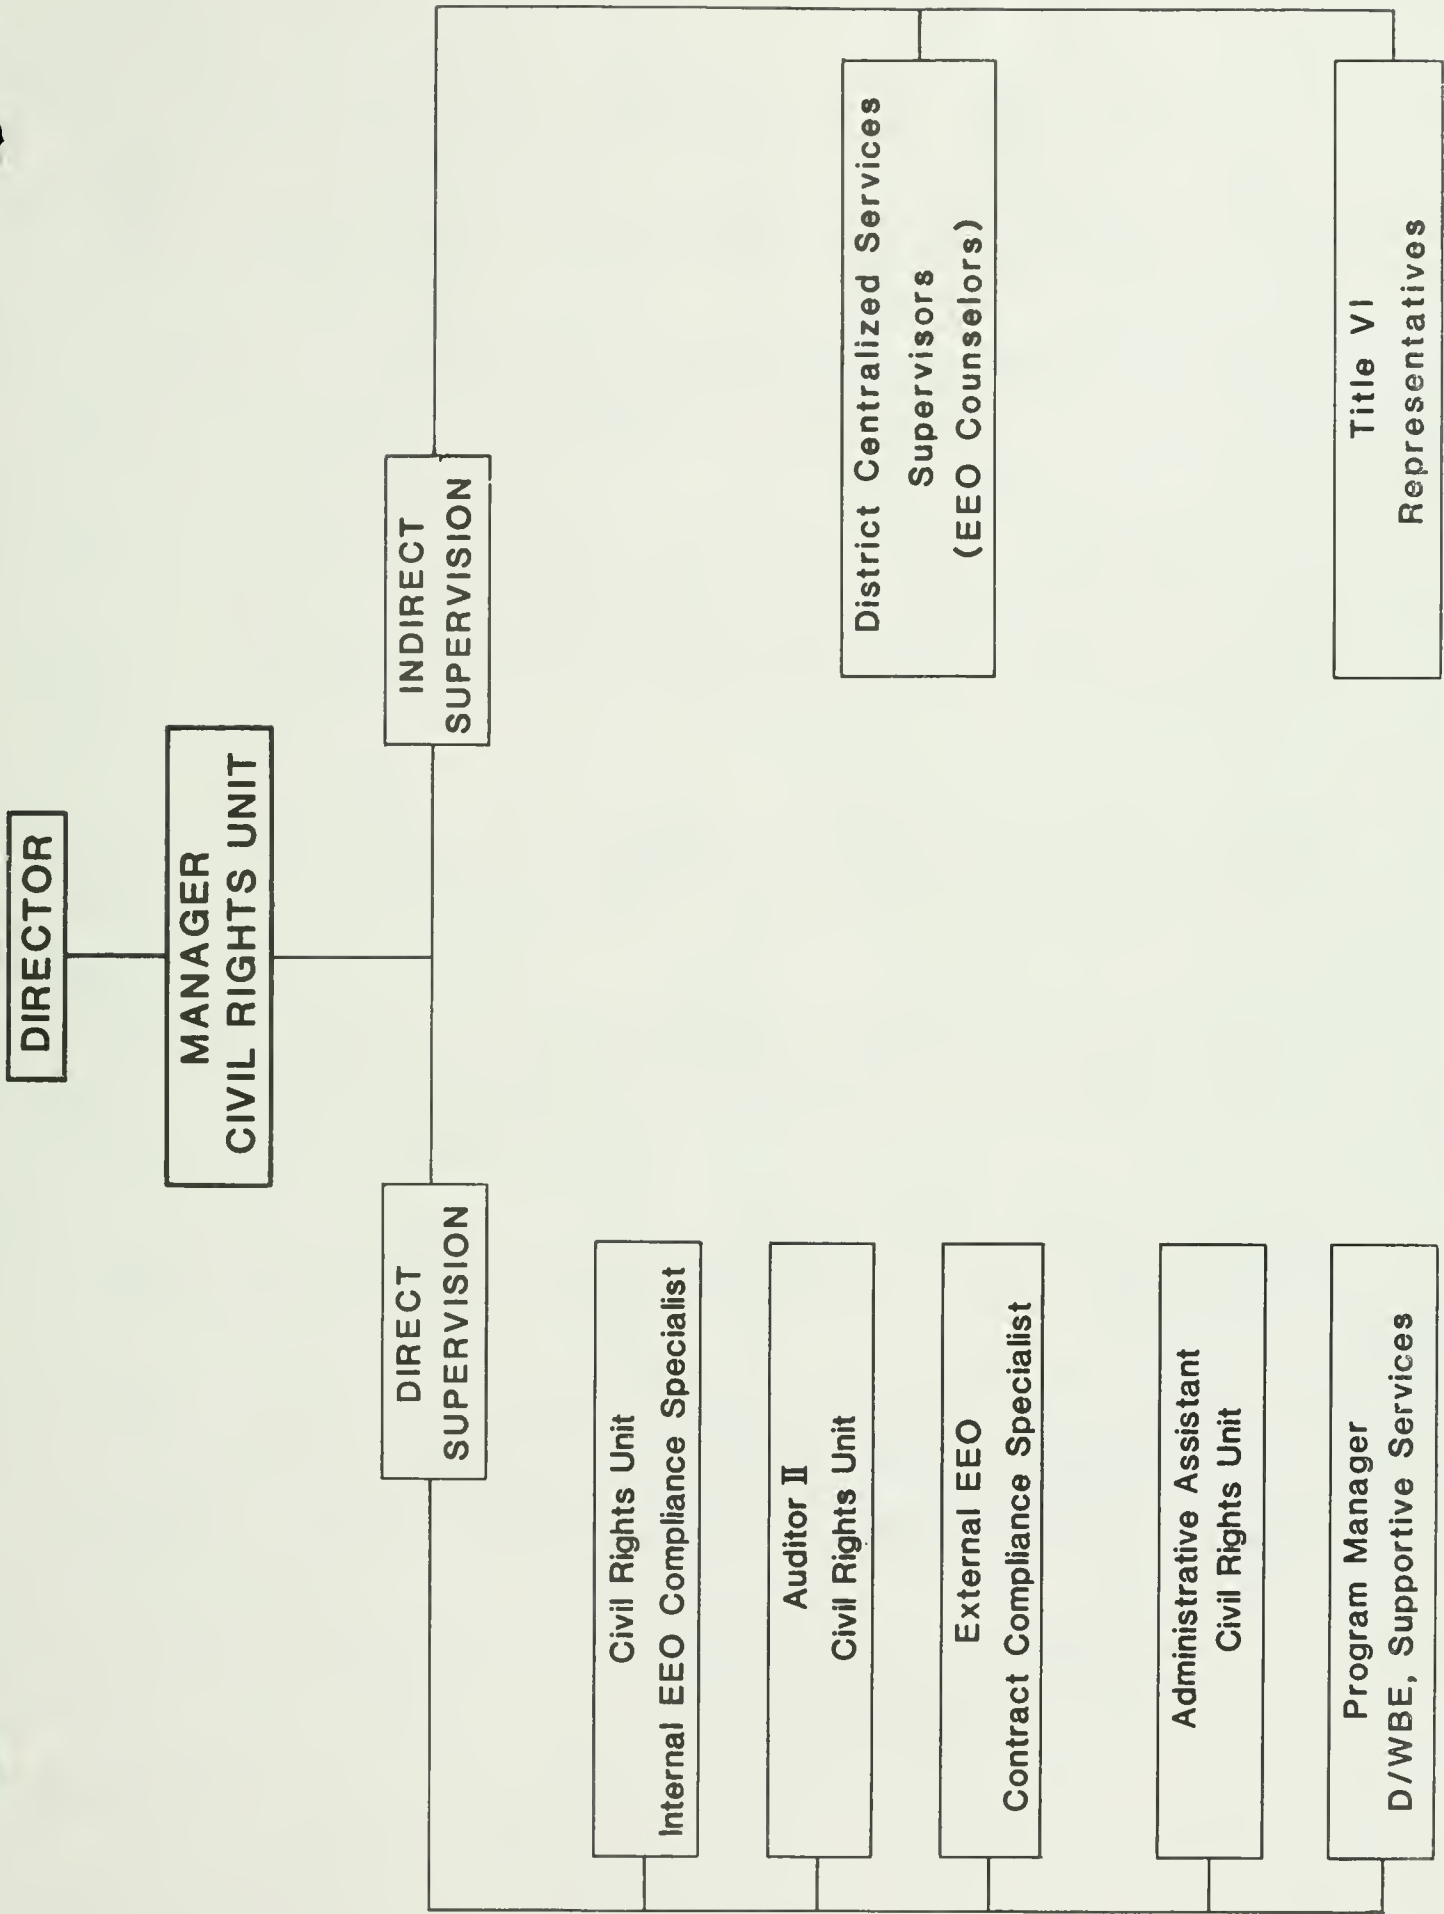 DIRECTOR
MANAGER
CIVIL RIGHTS UNIT
DIRECT
SUPERVISION
INDIRECT
SUPERVISION
Civil Rights Unit
Internal EEO Compliance Specialist
Auditor II
Civil Rights Unit
External EEO
Contract Compliance Specialist
Administrative Assistant
Civil Rights Unit
Program Manager
D/WBE, Supportive Services
District Centralized Services
Supervisors
(EEO Counselors)
Title VI
Representatives